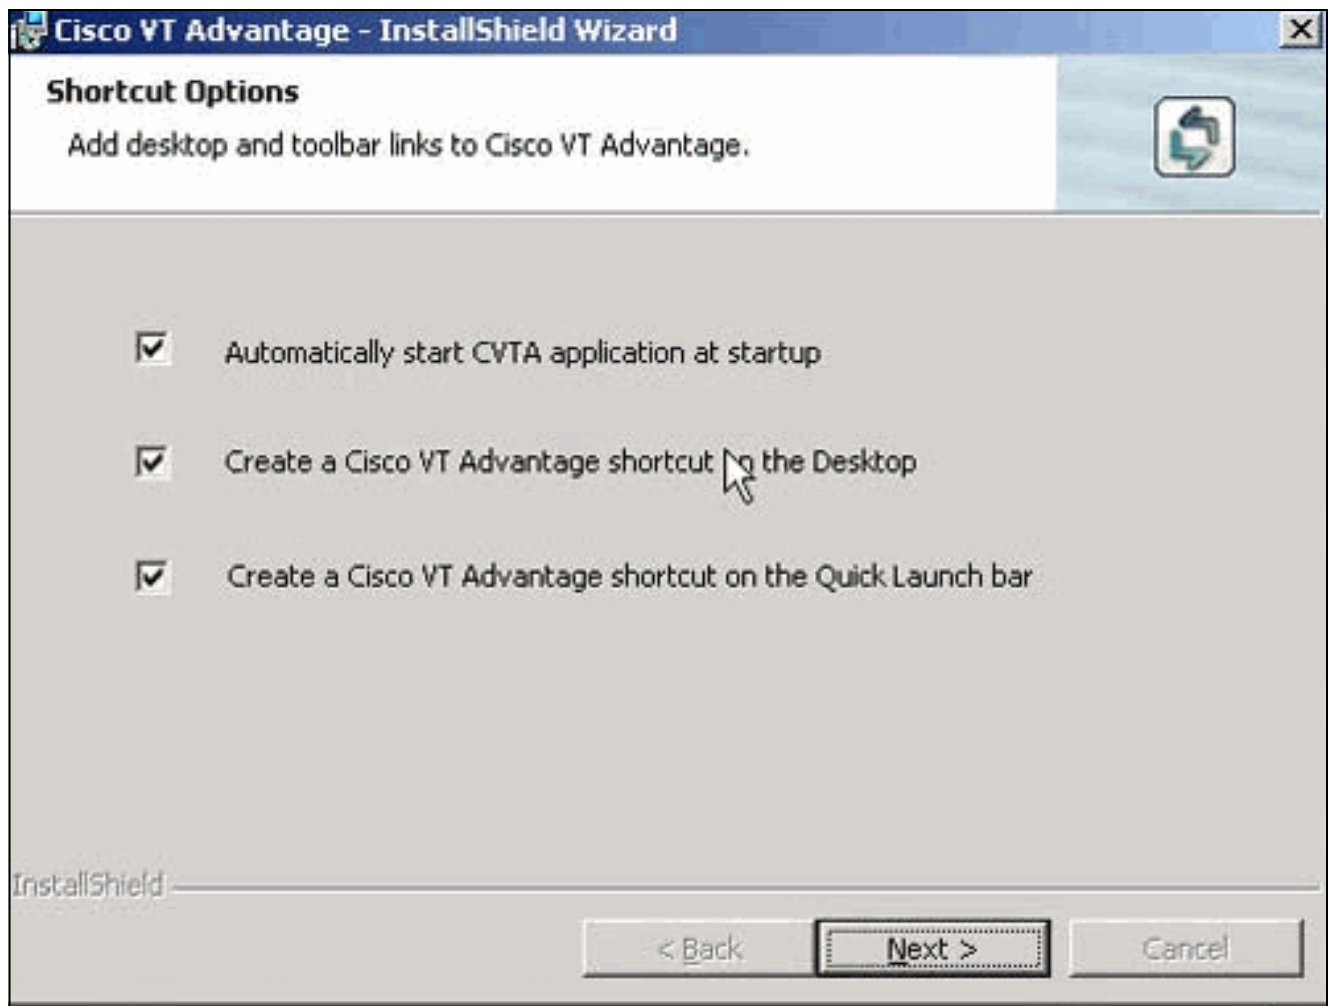 Cisco VT Advantage - InstallShield Wizard
Shortcut Options
Add desktop and toolbar links to Cisco VT Advantage.
Automatically start CVTA application at startup
Create a Cisco VT Advantage shortcut on the Desktop
Create a Cisco VT Advantage shortcut on the Quick Launch bar
InstallShield
< Back
Next >
Cancel